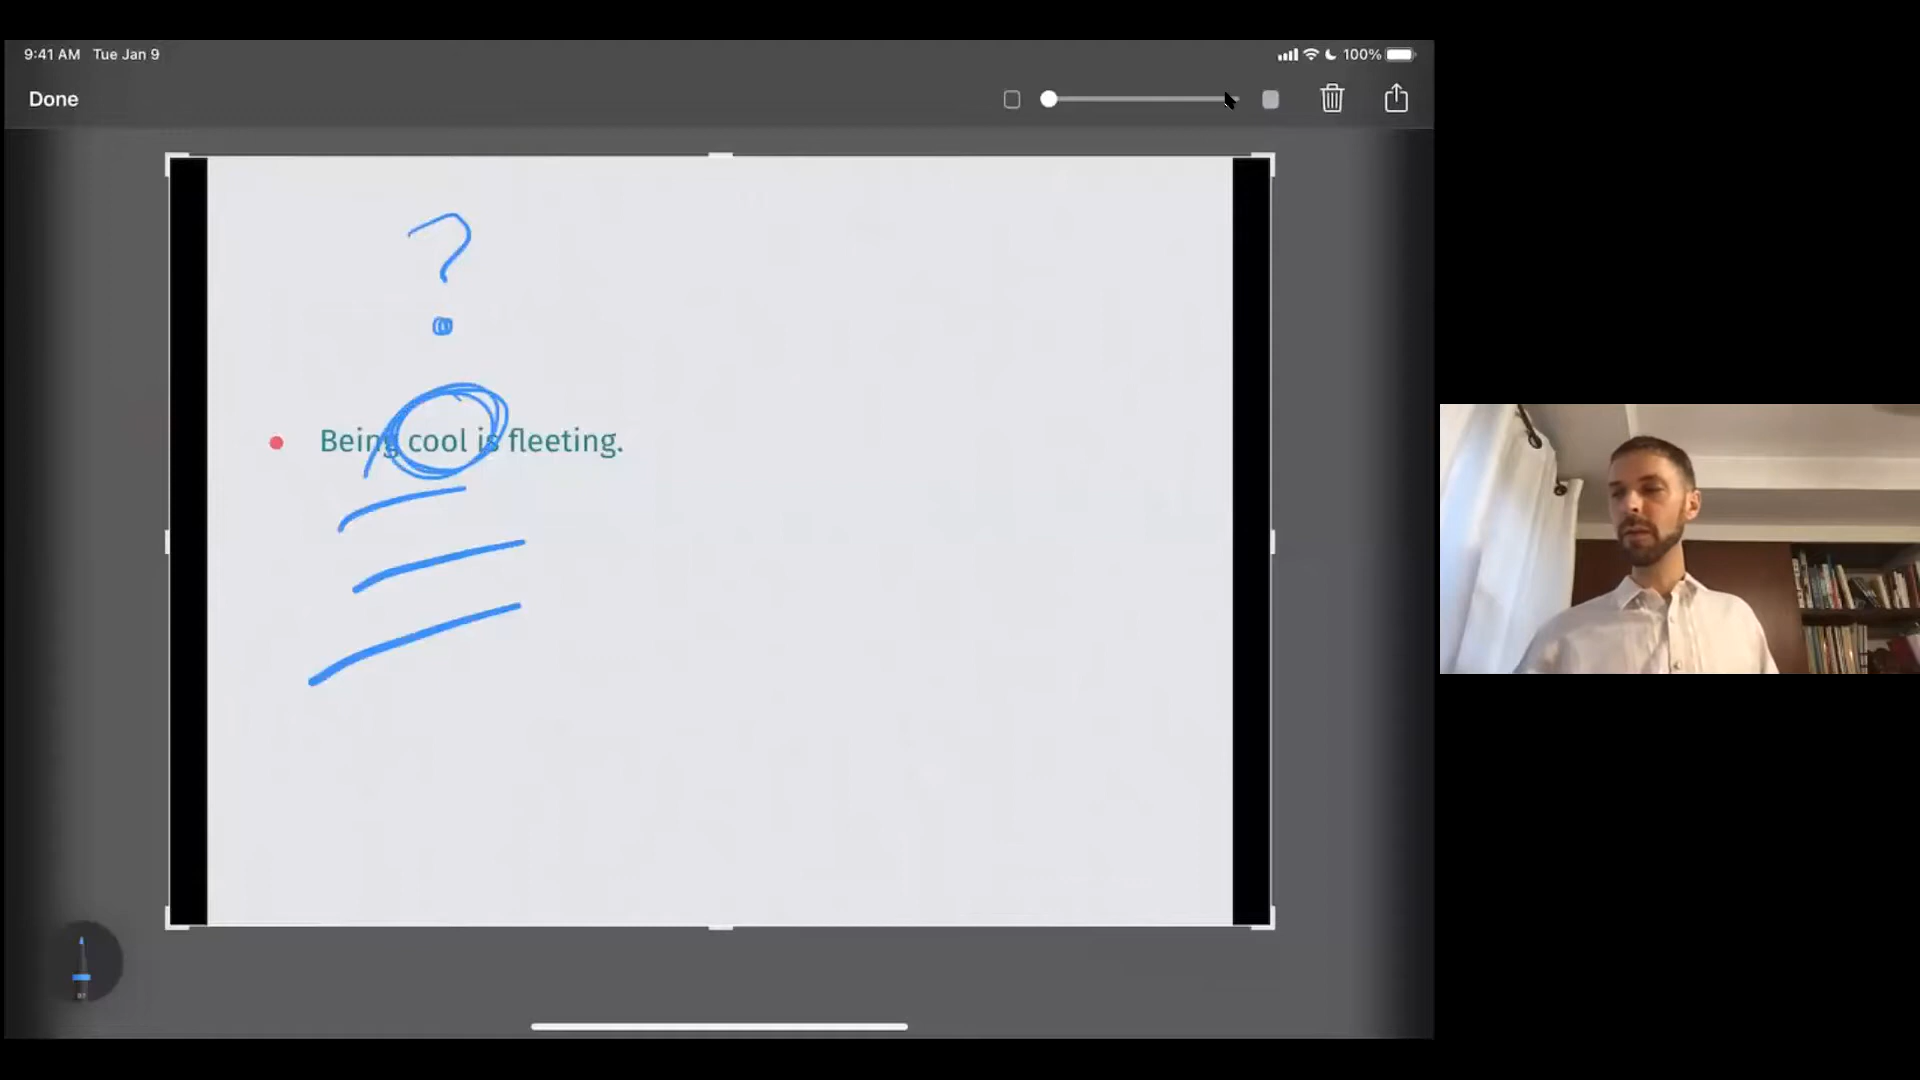 9:41 AM Tue Jan 9
100%
Done
?
Being cool is fleeting.